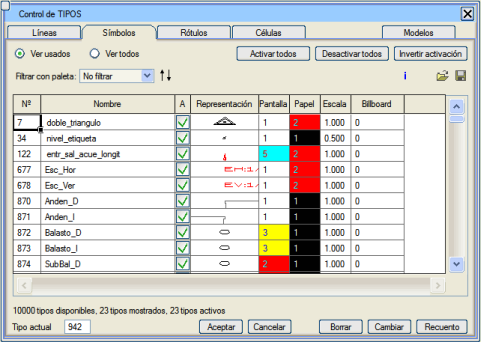 Control de TIPOS
Líneas Símbolos Rótulos Células Modelos
Ver usados Ver todos Activar todos Desactivar todos Invertir activación
Filtrar con paleta: No filtrar i
Nº Nombre A Representación Pantalla Papel Escala Billboard
7 doble_triangulo 1 2 1.000 0
34 nivel_etiqueta 1 1 0.500 0
122 entr_sal_acue_longit 5 2 1.000 0
677 Esc_Hor EH:1/ 1 2 1.000 0
678 Esc_Ver EV:1/ 1 2 1.000 0
870 Anden_D 1 1 1.000 0
871 Anden_I 1 1 1.000 0
872 Balasto_D 3 1 1.000 0
873 Balasto_I 3 1 1.000 0
874 SubBal_D 2 1 1.000 0
10000 tipos disponibles, 23 tipos mostrados, 23 tipos activos
Tipo actual 942 Aceptar Cancelar Borrar Cambiar Recuento